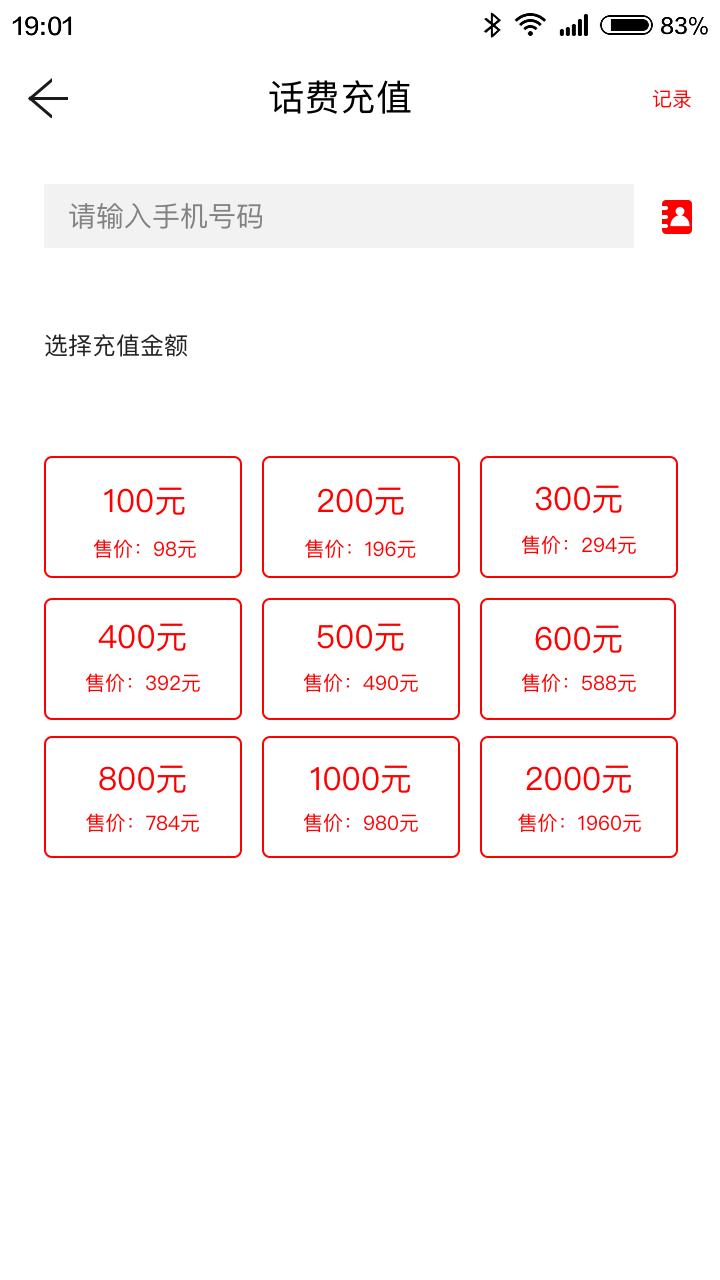 19:01 83%
话费充值 记录
请输入手机号码
选择充值金额
100元 200元 300元
售价：98元 售价：196元 售价：294元
400元 500元 600元
售价：392元 售价：490元 售价：588元
800元 1000元 2000元
售价：784元 售价：980元 售价：1960元